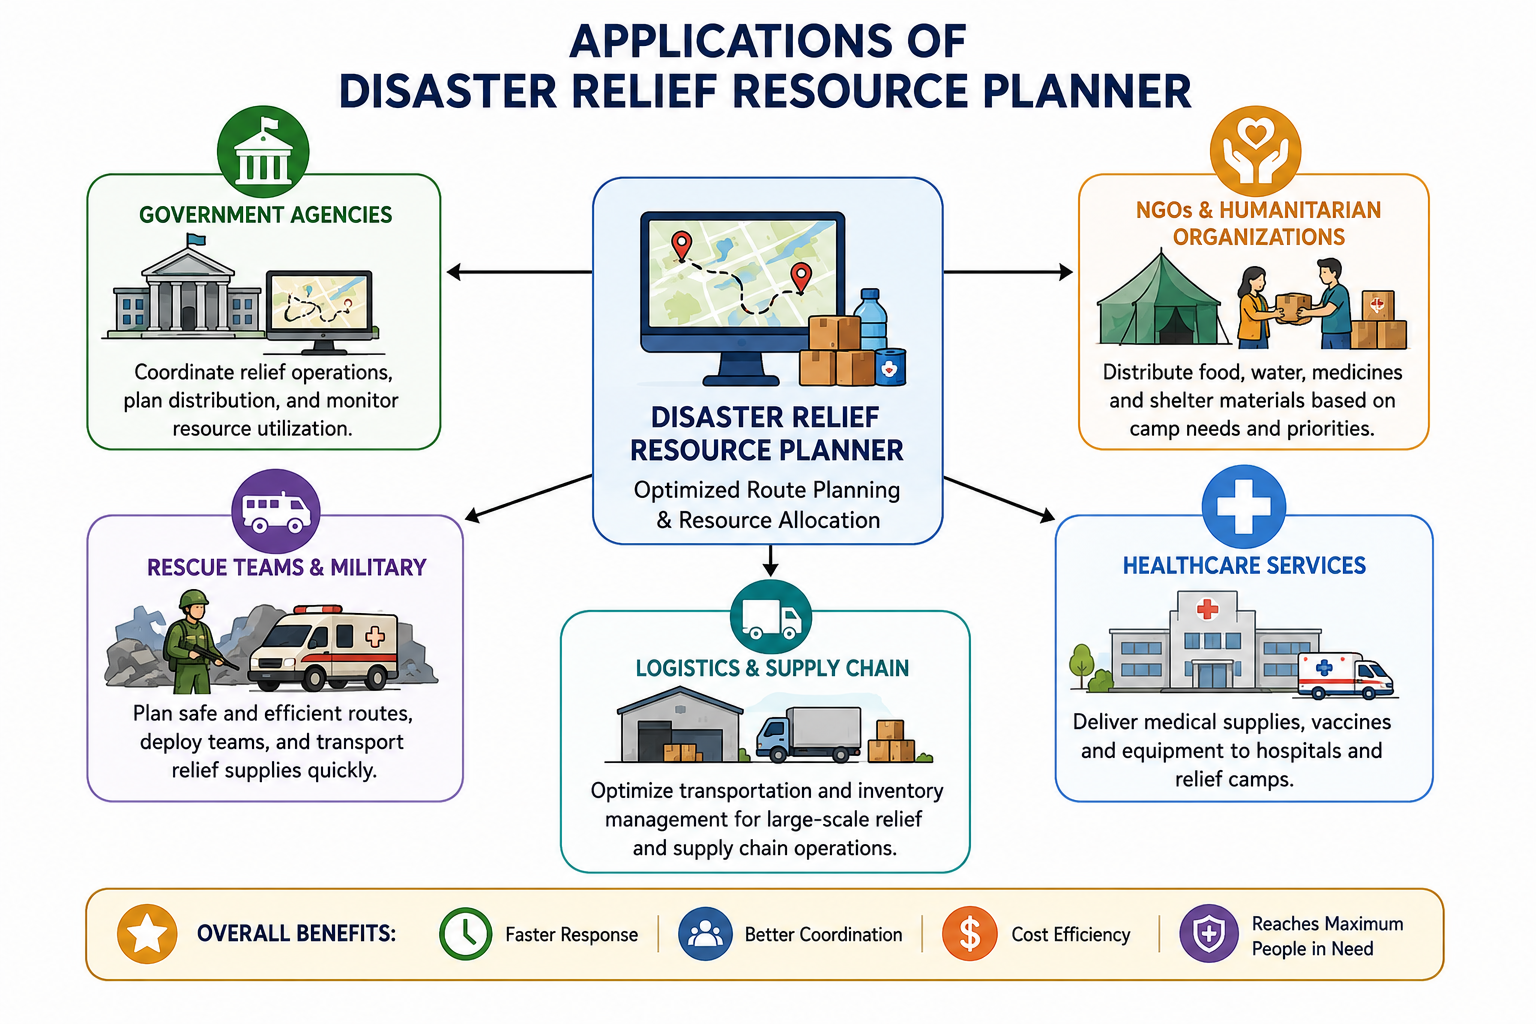 APPLICATIONS OF
DISASTER RELIEF RESOURCE PLANNER
GOVERNMENT AGENCIES
Coordinate relief operations,
plan distribution, and monitor
resource utilization.
DISASTER RELIEF
RESOURCE PLANNER
Optimized Route Planning
& Resource Allocation
NGOs & HUMANITARIAN
ORGANIZATIONS
Distribute food, water, medicines
and shelter materials based on
camp needs and priorities.
RESCUE TEAMS & MILITARY
Plan safe and efficient routes,
deploy teams, and transport
relief supplies quickly.
LOGISTICS & SUPPLY CHAIN
Optimize transportation and inventory
management for large-scale relief
and supply chain operations.
HEALTHCARE SERVICES
Deliver medical supplies, vaccines
and equipment to hospitals and
relief camps.
OVERALL BENEFITS:
Faster Response
Better Coordination
$
Cost Efficiency
Reaches Maximum
People in Need